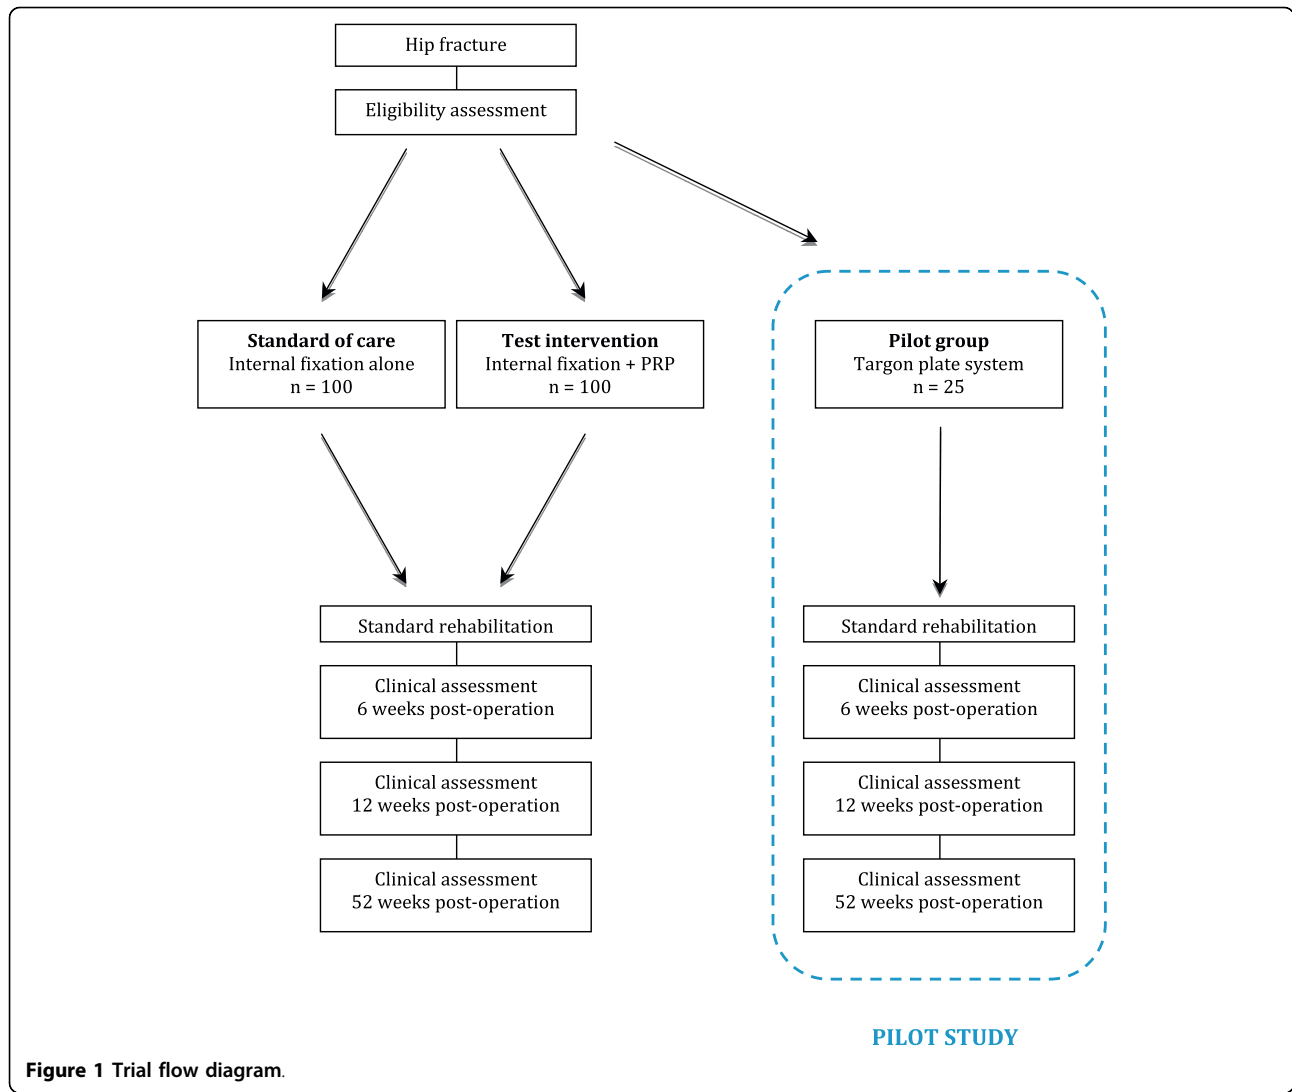 Hip fracture
Eligibility assessment
Standard of care
Internal fixation alone
n = 100
Test intervention
Internal fixation + PRP
n = 100
Pilot group
Targon plate system
n = 25
Standard rehabilitation
Clinical assessment
6 weeks post-operation
Clinical assessment
12 weeks post-operation
Clinical assessment
52 weeks post-operation
Standard rehabilitation
Clinical assessment
6 weeks post-operation
Clinical assessment
12 weeks post-operation
Clinical assessment
52 weeks post-operation
PILOT STUDY
Figure 1 Trial flow diagram.